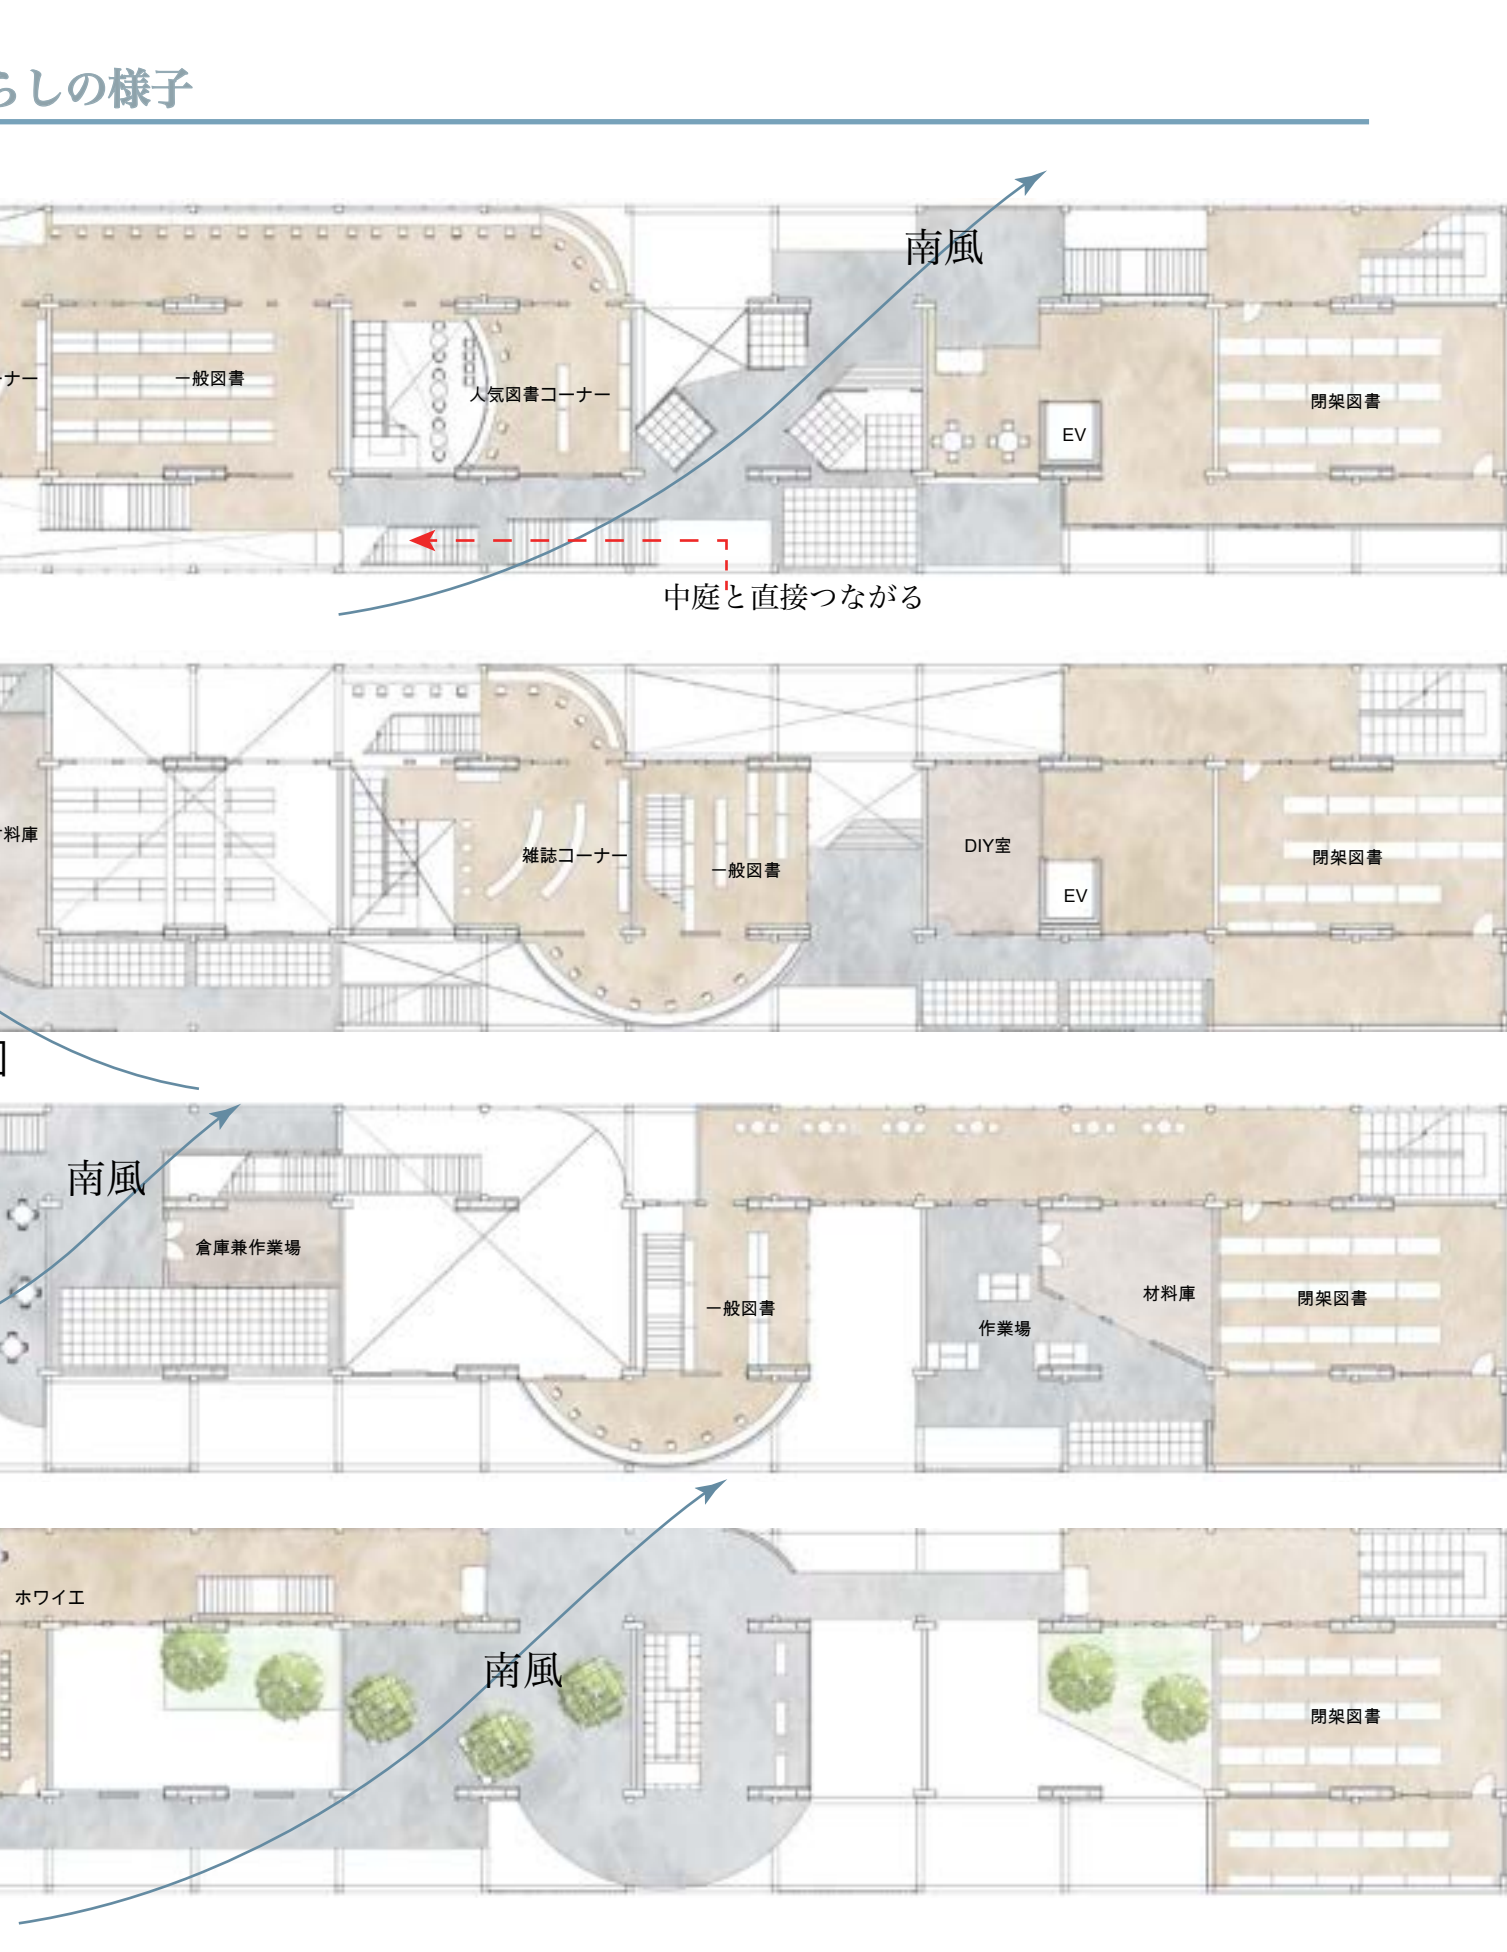 らしの様子
南風
ーナー
一般図書
人気図書コーナー
EV
閉架図書
中庭と直接つながる
料庫
雑誌コーナー
一般図書
DIY室
EV
閉架図書
南風
倉庫兼作業場
一般図書
作業場
材料庫
閉架図書
ホワイエ
南風
閉架図書